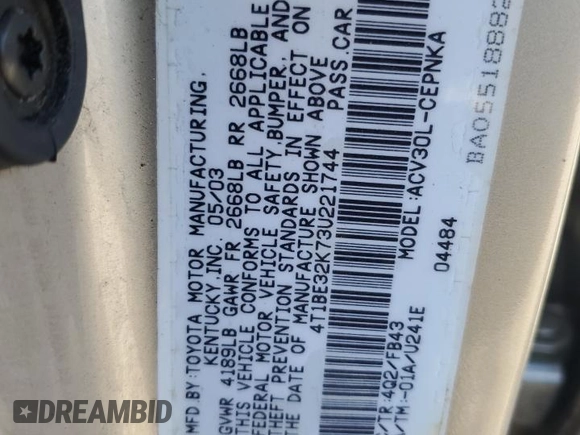 MFD.BY:TOYOTA MOTOR MANUFACTURING,
KENTUCKY,INC. 05/03
GVWR 4189LB GAWR FR 2668LB RR 2668LB
THIS VEHICLE CONFORMS TO ALL APPLICABLE
FEDERAL MOTOR VEHICLE SAFETY,BUMPER, AND
THEFT PREVENTION STANDARDS IN EFFECT ON
THE DATE OF MANUFACTURE SHOWN ABOVE.
4T1BE32K73U221744 PASS.CAR
MODEL:ACV30L-CEPNKA
04484
/TR:4Q2/FB43
/TM:-01A/U241E
BA0551888
DREAMBID